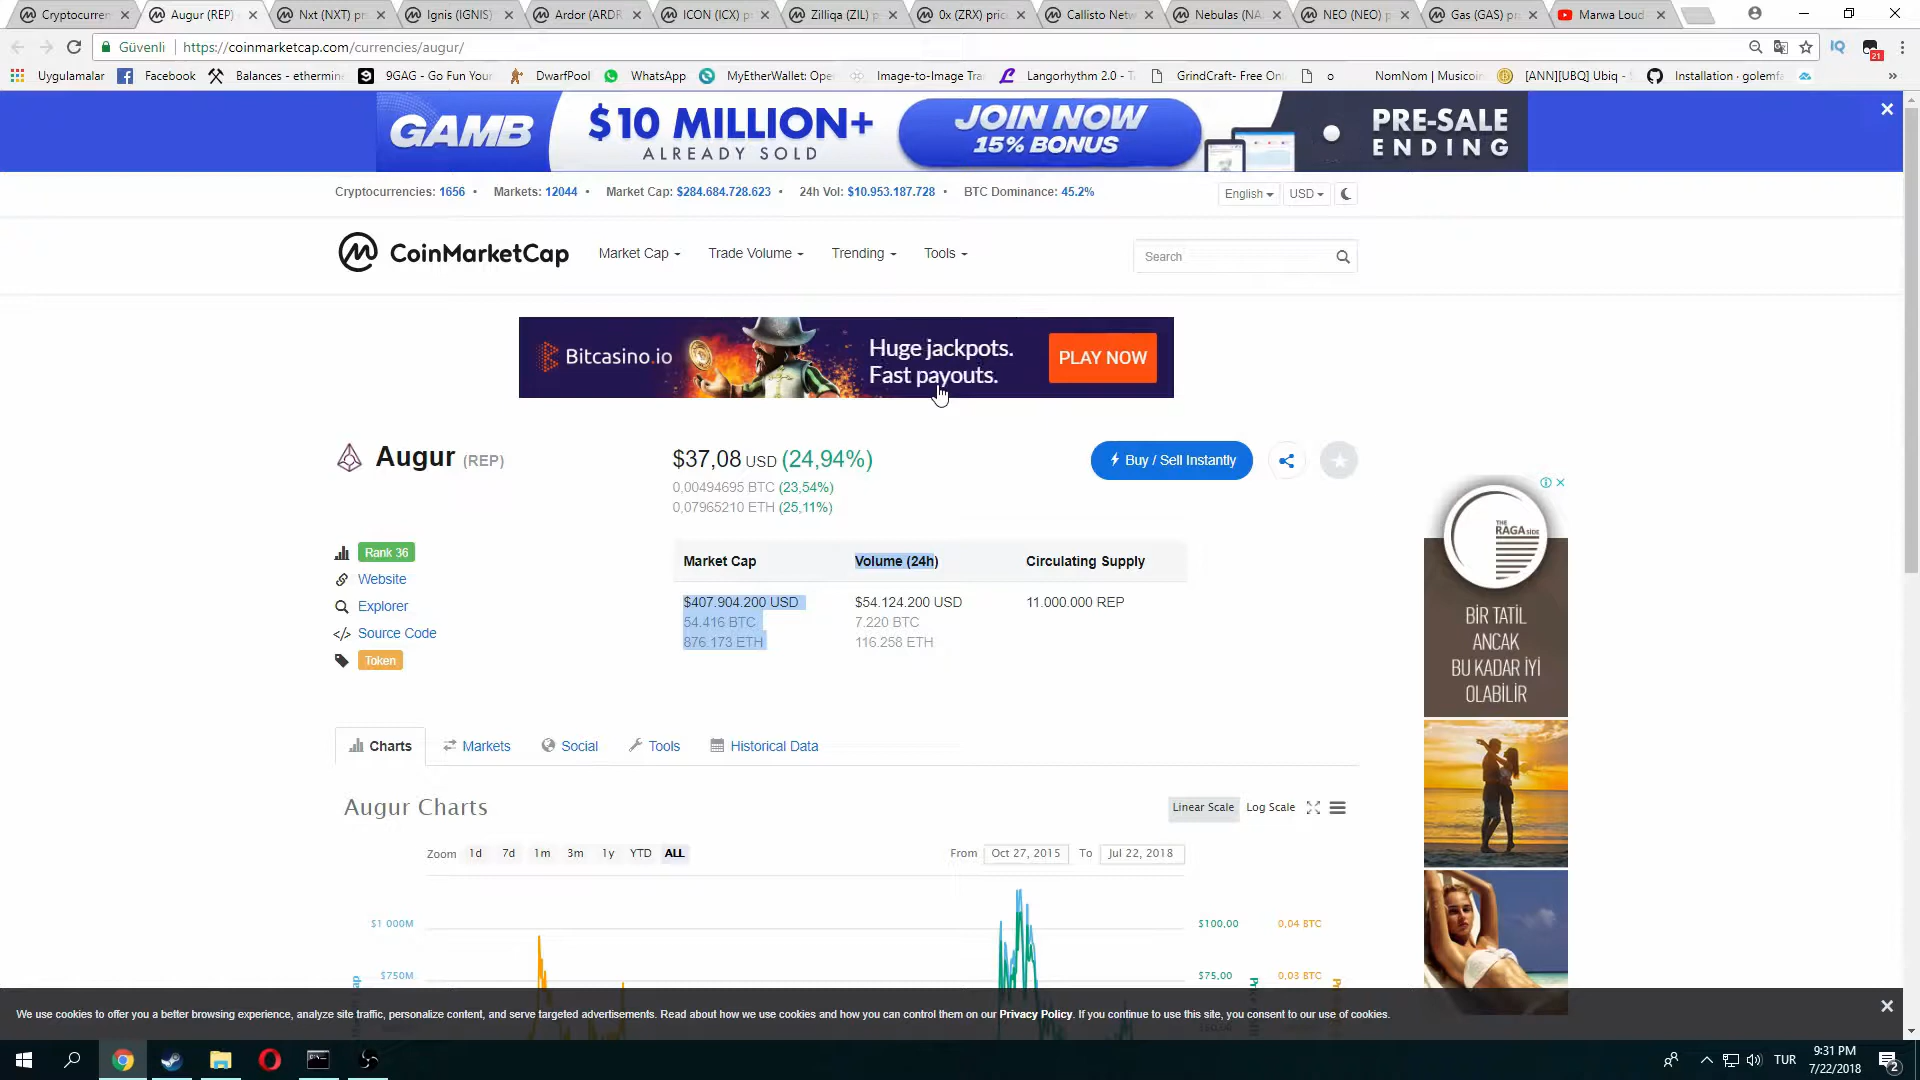 Cryptocurren
Augur (REP)
Nxt (NXT) pr
Ignis (IGNIS)
Ardor (ARDR
ICON (ICX) p
Zilliqa (ZIL) p
0x (ZRX) pric
Callisto Netw
Nebulas (NA
NEO (NEO) p
Gas (GAS) pr
Marwa Loud
Güvenli
https://coinmarketcap.com/currencies/augur/
21
Uygulamalar
Facebook
Balances - ethermin
9GAG - Go Fun Your
DwarfPool
WhatsApp
MyEtherWallet: Ope
Image-to-Image Tra
Langorhythm 2.0 - T
GrindCraft- Free Onl
o
NomNom | Musicoin
[ANN][UBQ] Ubiq -
Installation · golemfa
GAMB
$10 MILLION+
ALREADY SOLD
JOIN NOW
15% BONUS
PRE-SALE
ENDING
Cryptocurrencies: 1656 • Markets: 12044 • Market Cap: $284.684.728.623 • 24h Vol: $10.953.187.728 • BTC Dominance: 45.2%
English
USD
CoinMarketCap
Market Cap
Trade Volume
Trending
Tools
Search
Bitcasino.io
Huge jackpots.
Fast payouts.
PLAY NOW
Augur (REP)
$37,08 USD (24,94%)
0,00494695 BTC (23,54%)
0,07965210 ETH (25,11%)
Buy / Sell Instantly
Rank 36
Website
Explorer
Source Code
Token
Market Cap
Volume (24h)
Circulating Supply
$407.904.200 USD
54.416 BTC
876.173 ETH
$54.124.200 USD
7.220 BTC
116.258 ETH
11.000.000 REP
THE
RAGA SIDE
BİR TATİL
ANCAK
BU KADAR İYİ
OLABİLİR
Charts
Markets
Social
Tools
Historical Data
Augur Charts
Linear Scale
Log Scale
Zoom 1d 7d 1m 3m 1y YTD ALL
From Oct 27, 2015 To Jul 22, 2018
$1 000M
$100,00
0,04 BTC
$750M
$75,00
0,03 BTC
We use cookies to offer you a better browsing experience, analyze site traffic, personalize content, and serve targeted advertisements. Read about how we use cookies and how you can control them on our Privacy Policy. If you continue to use this site, you consent to our use of cookies.
TUR
9:31 PM
7/22/2018
2